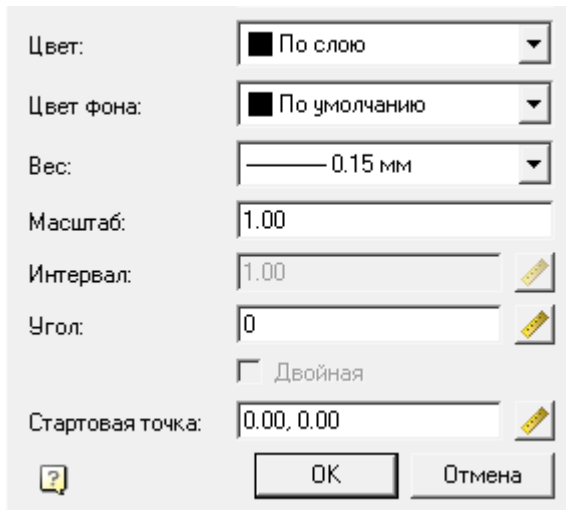 Цвет: По слою
Цвет фона: По умолчанию
Вес: 0.15 мм
Масштаб: 1.00
Интервал: 1.00
Угол: 0
Двойная
Стартовая точка: 0.00, 0.00
? OK Отмена